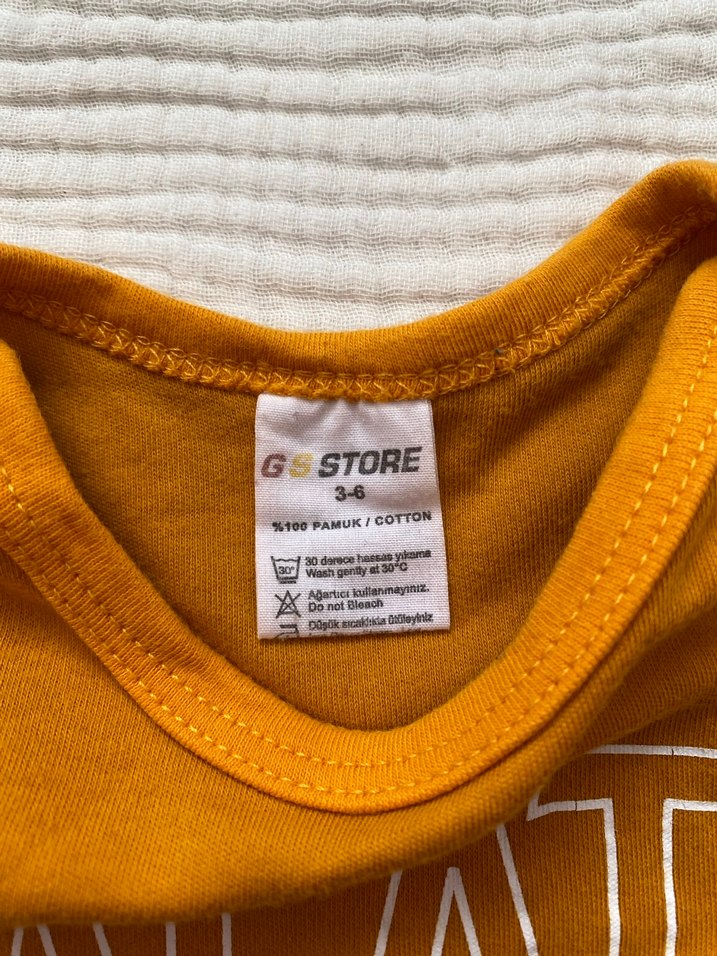 GS STORE
3-6
%100 PAMUK / COTTON
30°
30 derece hassas yıkama
Wash gently at 30°C
Ağartıcı kullanmayınız.
Do not Bleach
Düşük sıcaklıkta ütüleyiniz